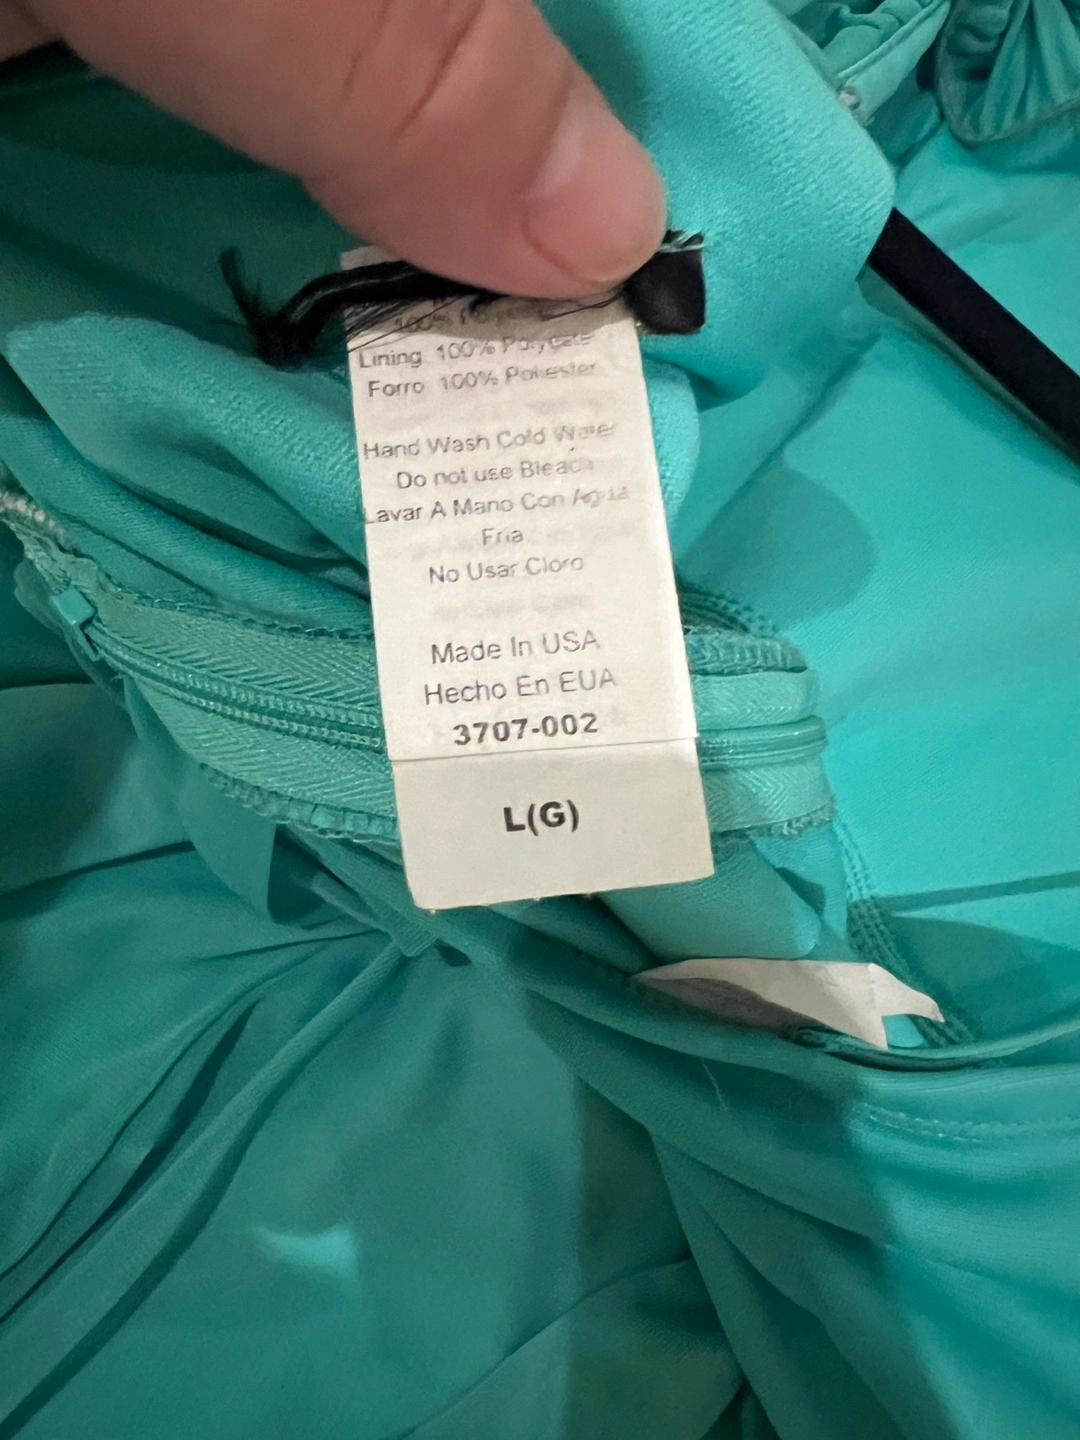 100%
Lining 100% Polyester
Forro 100% Poliester
Hand Wash Cold Water
Do not use Bleach
Lavar A Mano Con Agua
Fria
No Usar Cloro
Made In USA
Hecho En EUA
3707-002
L(G)